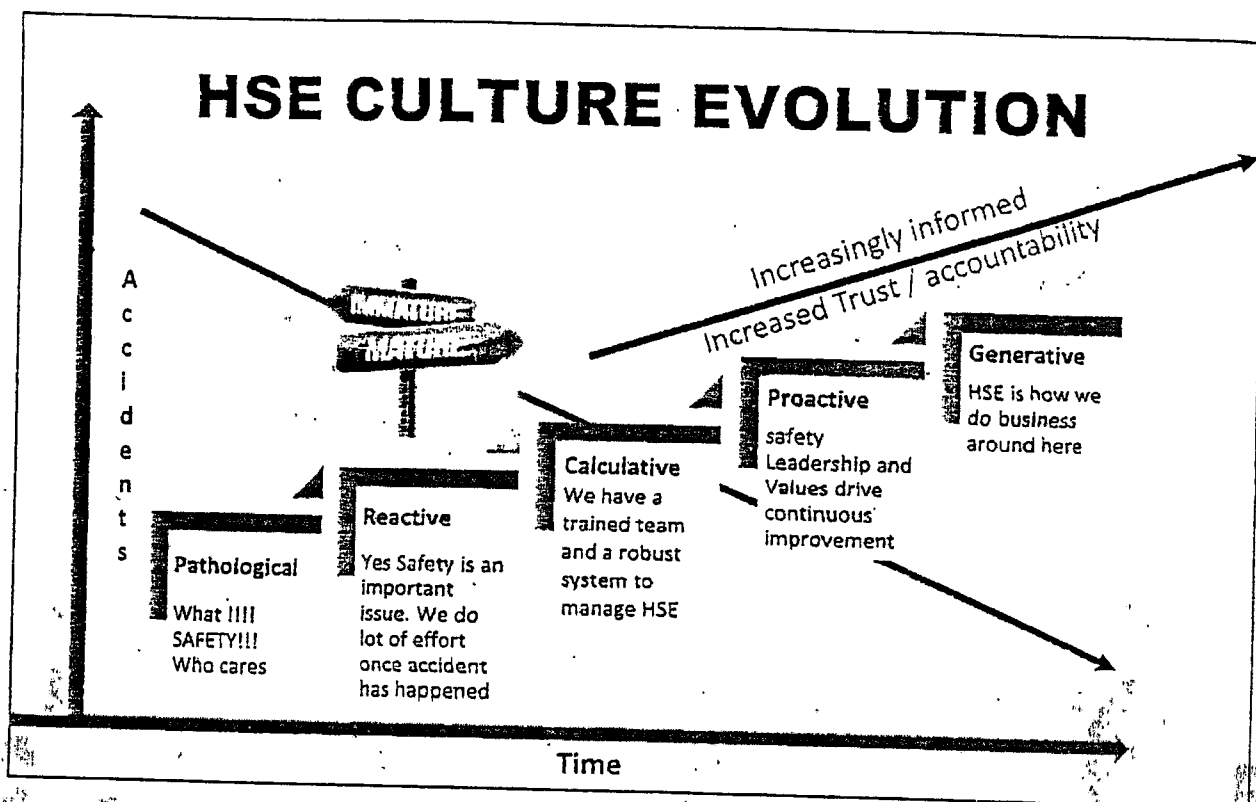 HSE CULTURE EVOLUTION
Accidents
IMMATURE
MATURE
Increasingly informed
Increased Trust / accountability
Pathological
What !!!!
SAFETY!!!
Who cares
Reactive
Yes Safety is an
important
issue. We do
lot of effort
once accident
has happened
Calculative
We have a
trained team
and a robust
system to
manage HSE
Proactive
safety
Leadership and
Values drive
continuous
improvement
Generative
HSE is how we
do business
around here
Time